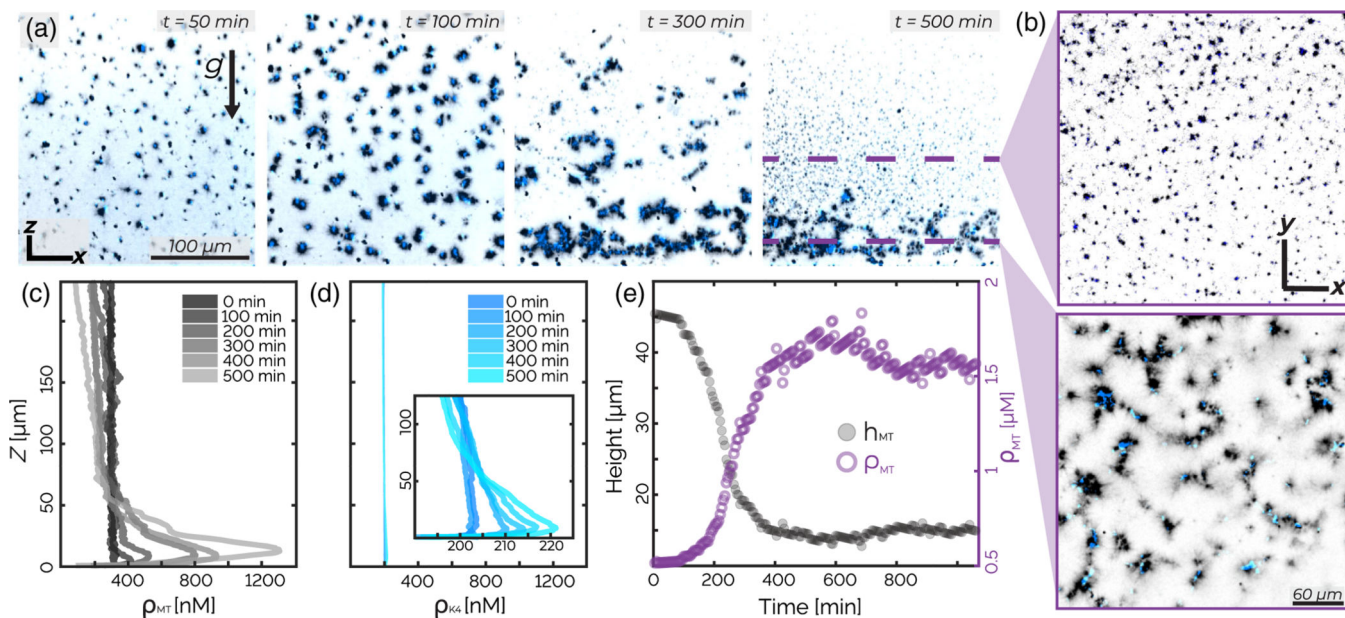 (a)
t = 50 min
t = 100 min
t = 300 min
t = 500 min
(b)
g
z
x
100 µm
y
x
(c)
0 min
100 min
200 min
300 min
400 min
500 min
Z [µm]
150
100
50
0
400
800
1200
ρMT [nM]
(d)
0 min
100 min
200 min
300 min
400 min
500 min
100
50
200
210
220
400
800
1200
ρK4 [nM]
(e)
Height [µm]
40
30
20
10
hMT
ρMT
0
200
400
600
800
Time [min]
2
1.5
1
0.5
ρMT [µM]
60 µm